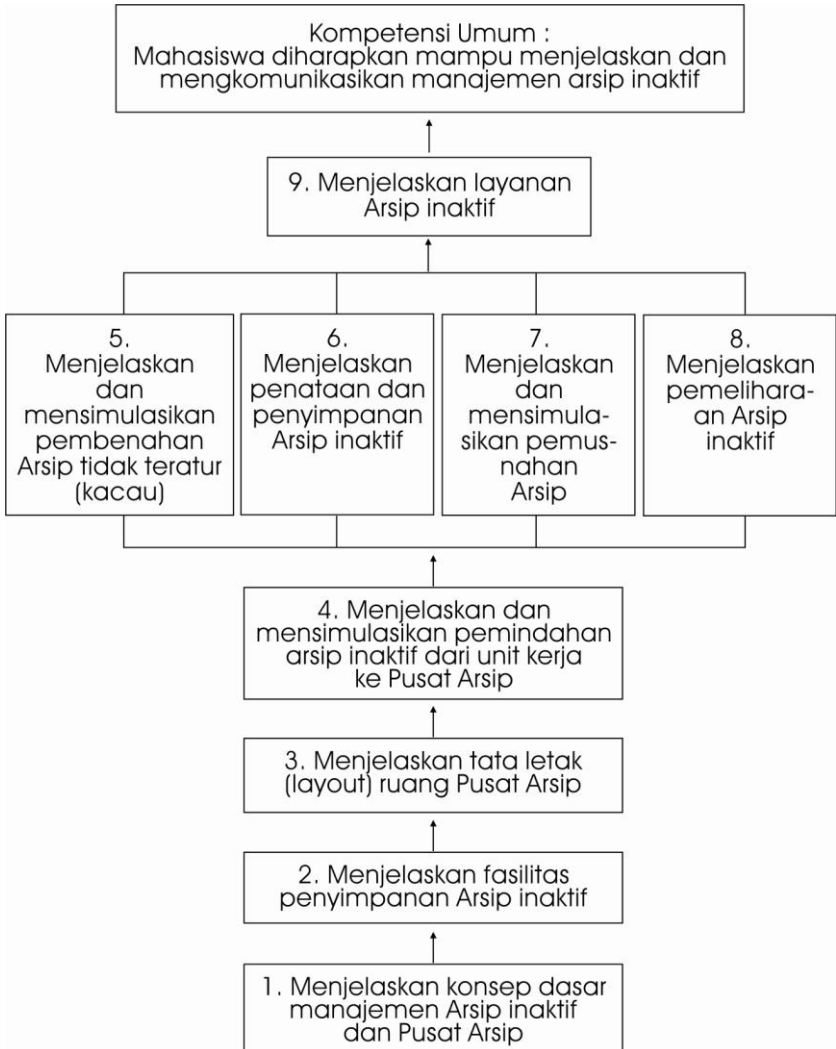 Kompetensi Umum :
Mahasiswa diharapkan mampu menjelaskan dan
mengkomunikasikan manajemen arsip inaktif
9. Menjelaskan layanan
Arsip inaktif
5.
Menjelaskan
dan
mensimulasikan
pembenahan
Arsip tidak teratur
(kacau)
6.
Menjelaskan
penataan dan
penyimpanan
Arsip inaktif
7.
Menjelaskan
dan
mensimula-
sikan pemus-
nahan
Arsip
8.
Menjelaskan
pemelihara-
an Arsip
inaktif
4. Menjelaskan dan
mensimulasikan pemindahan
arsip inaktif dari unit kerja
ke Pusat Arsip
3. Menjelaskan tata letak
(layout) ruang Pusat Arsip
2. Menjelaskan fasilitas
penyimpanan Arsip inaktif
1. Menjelaskan konsep dasar
manajemen Arsip inaktif
dan Pusat Arsip